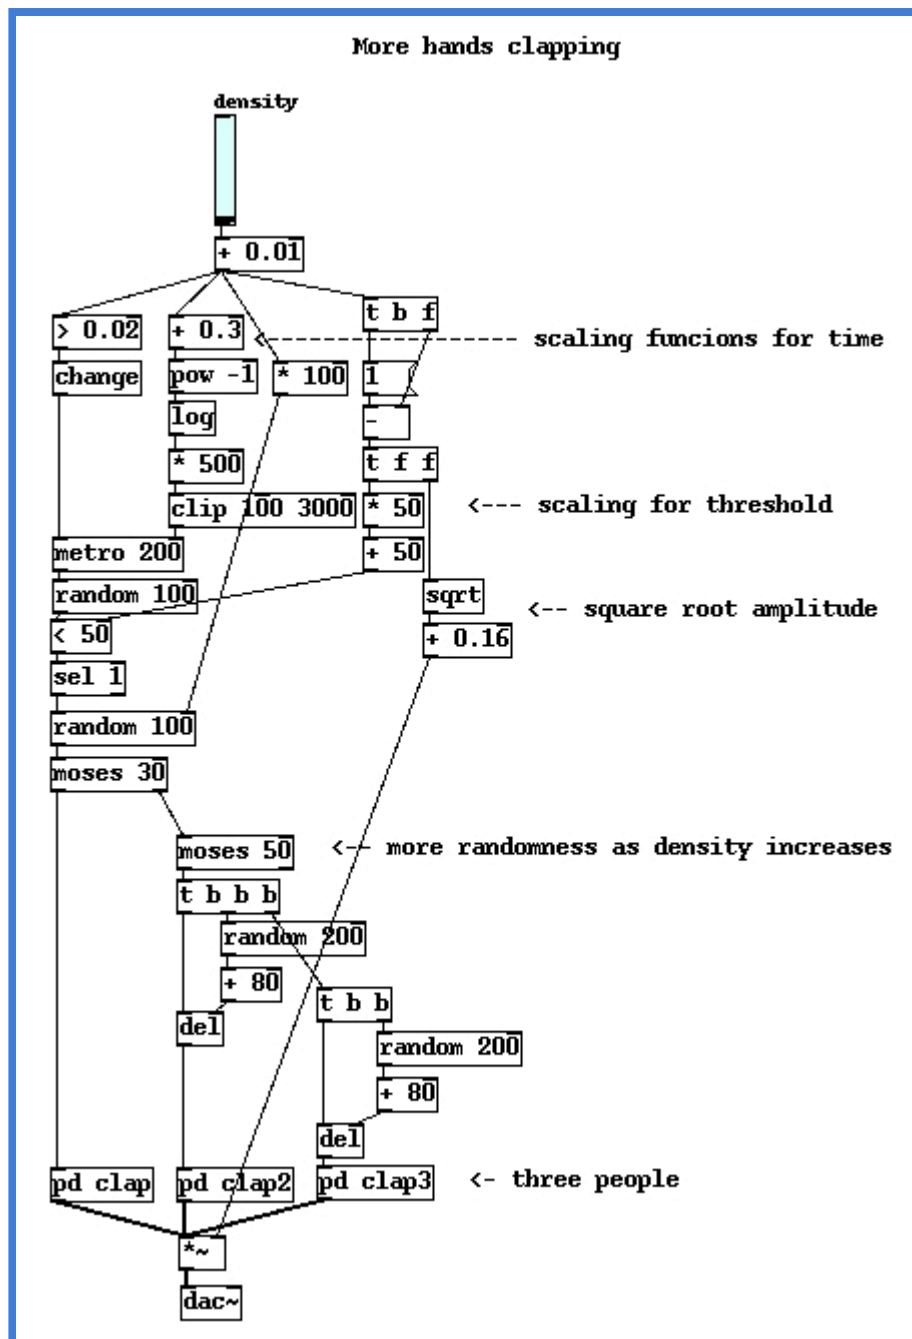 More hands clapping
density
+ 0.01
t b f
> 0.02
+ 0.3
<---------------- scaling funcions for time
change
pow -1
* 100
1
log
-
* 500
t f f
clip 100 3000
* 50
<--- scaling for threshold
metro 200
+ 50
random 100
sqrt
<-- square root amplitude
< 50
+ 0.16
sel 1
random 100
moses 30
moses 50
<-- more randomness as density increases
t b b b
random 200
+ 80
t b b
del
random 200
+ 80
del
pd clap
pd clap2
pd clap3
<- three people
*~
dac~